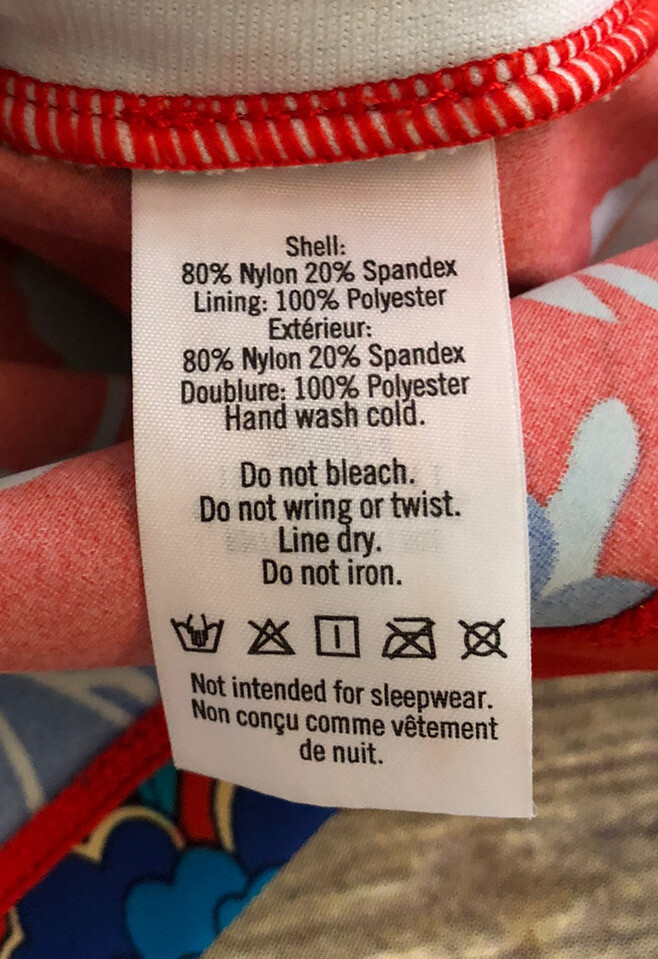 Shell:
80% Nylon 20% Spandex
Lining: 100% Polyester
Extérieur:
80% Nylon 20% Spandex
Doublure: 100% Polyester
Hand wash cold.
Do not bleach.
Do not wring or twist.
Line dry.
Do not iron.
Not intended for sleepwear.
Non conçu comme vêtement
de nuit.